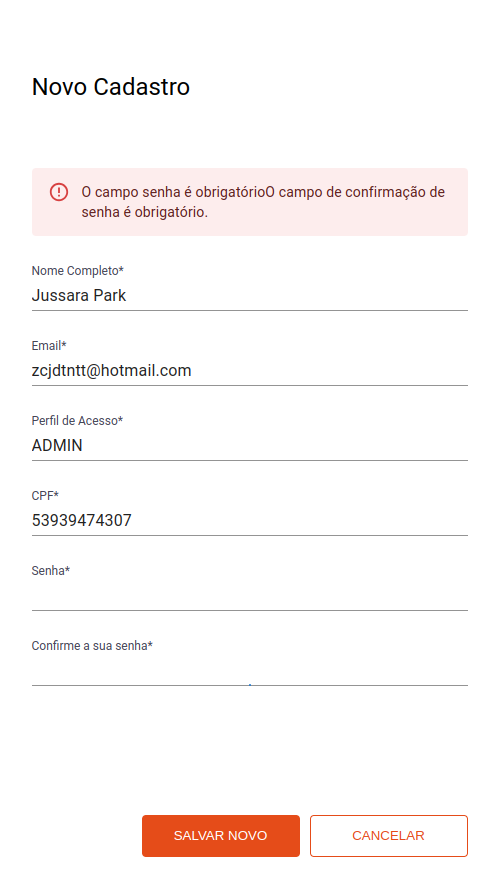 Novo Cadastro
O campo senha é obrigatórioO campo de confirmação de
senha é obrigatório.
Nome Completo*
Jussara Park
Email*
zcjdtntt@hotmail.com
Perfil de Acesso*
ADMIN
CPF*
53939474307
Senha*
Confirme a sua senha*
SALVAR NOVO
CANCELAR